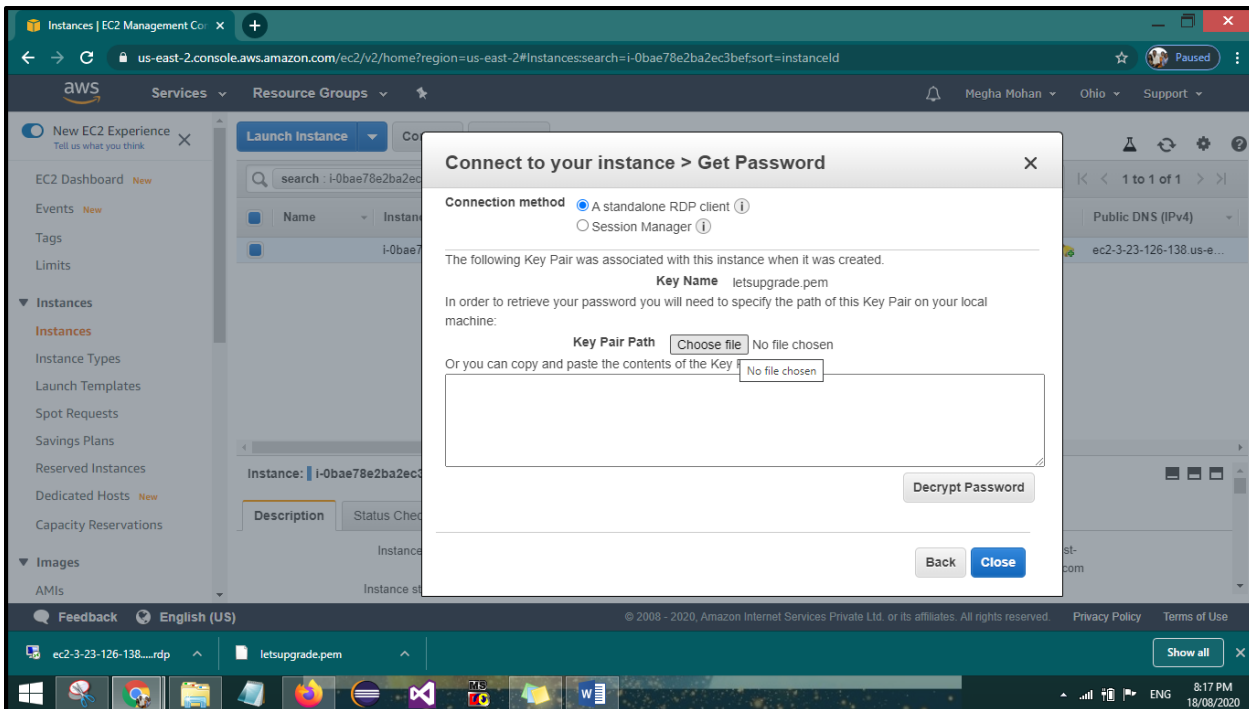 Instances | EC2 Management Con
us-east-2.console.aws.amazon.com/ec2/v2/home?region=us-east-2#Instances:search=i-0bae78e2ba2ec3bef;sort=instanceId
Paused
aws
Services
Resource Groups
Megha Mohan
Ohio
Support
New EC2 Experience
Tell us what you think
EC2 Dashboard New
Events New
Tags
Limits
Instances
Instances
Instance Types
Launch Templates
Spot Requests
Savings Plans
Reserved Instances
Dedicated Hosts New
Capacity Reservations
Images
AMIs
Launch Instance
search : i-0bae78e2ba2ec
1 to 1 of 1
Name
Public DNS (IPv4)
i-0bae7
ec2-3-23-126-138.us-e...
Connect to your instance > Get Password
Connection method
A standalone RDP client
Session Manager
The following Key Pair was associated with this instance when it was created.
Key Name letsupgrade.pem
In order to retrieve your password you will need to specify the path of this Key Pair on your local
machine:
Key Pair Path Choose file No file chosen
Or you can copy and paste the contents of the Key
No file chosen
Decrypt Password
Back
Close
Instance: i-0bae78e2ba2ec3
Description
Status Chec
Instance
Instance st
st-
com
Feedback
English (US)
© 2008 - 2020, Amazon Internet Services Private Ltd. or its affiliates. All rights reserved.
Privacy Policy
Terms of Use
ec2-3-23-126-138.....rdp
letsupgrade.pem
Show all
MS
TC
W
ENG
8:17 PM
18/08/2020